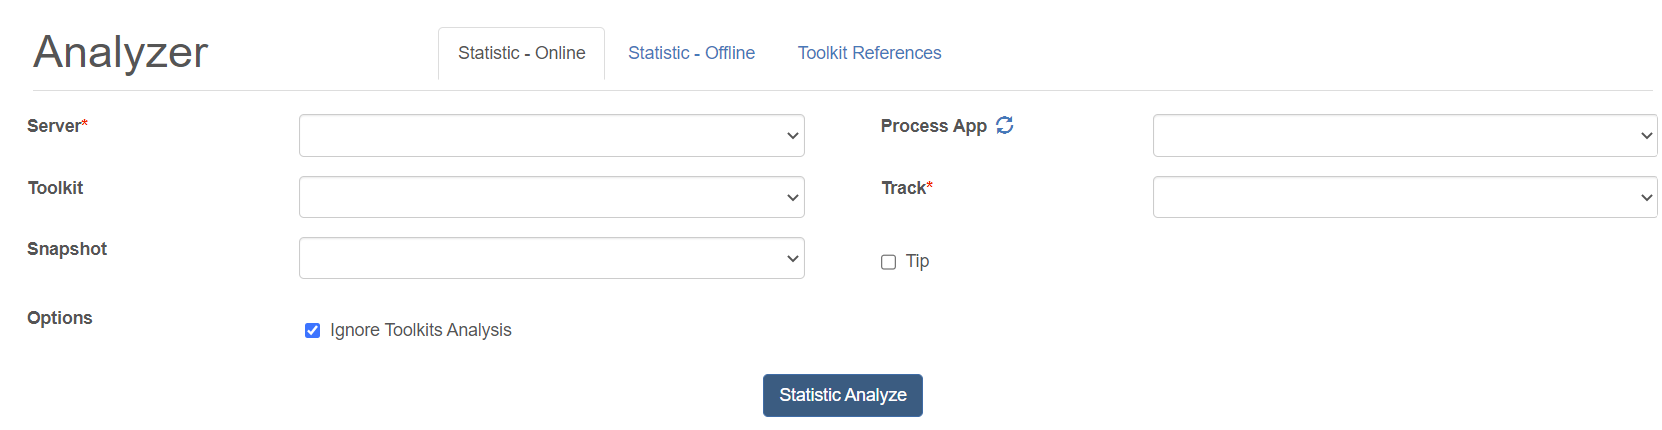 Analyzer
Statistic - Online
Statistic - Offline
Toolkit References
Server*
Process App
Toolkit
Track*
Snapshot
Tip
Options
Ignore Toolkits Analysis
Statistic Analyze